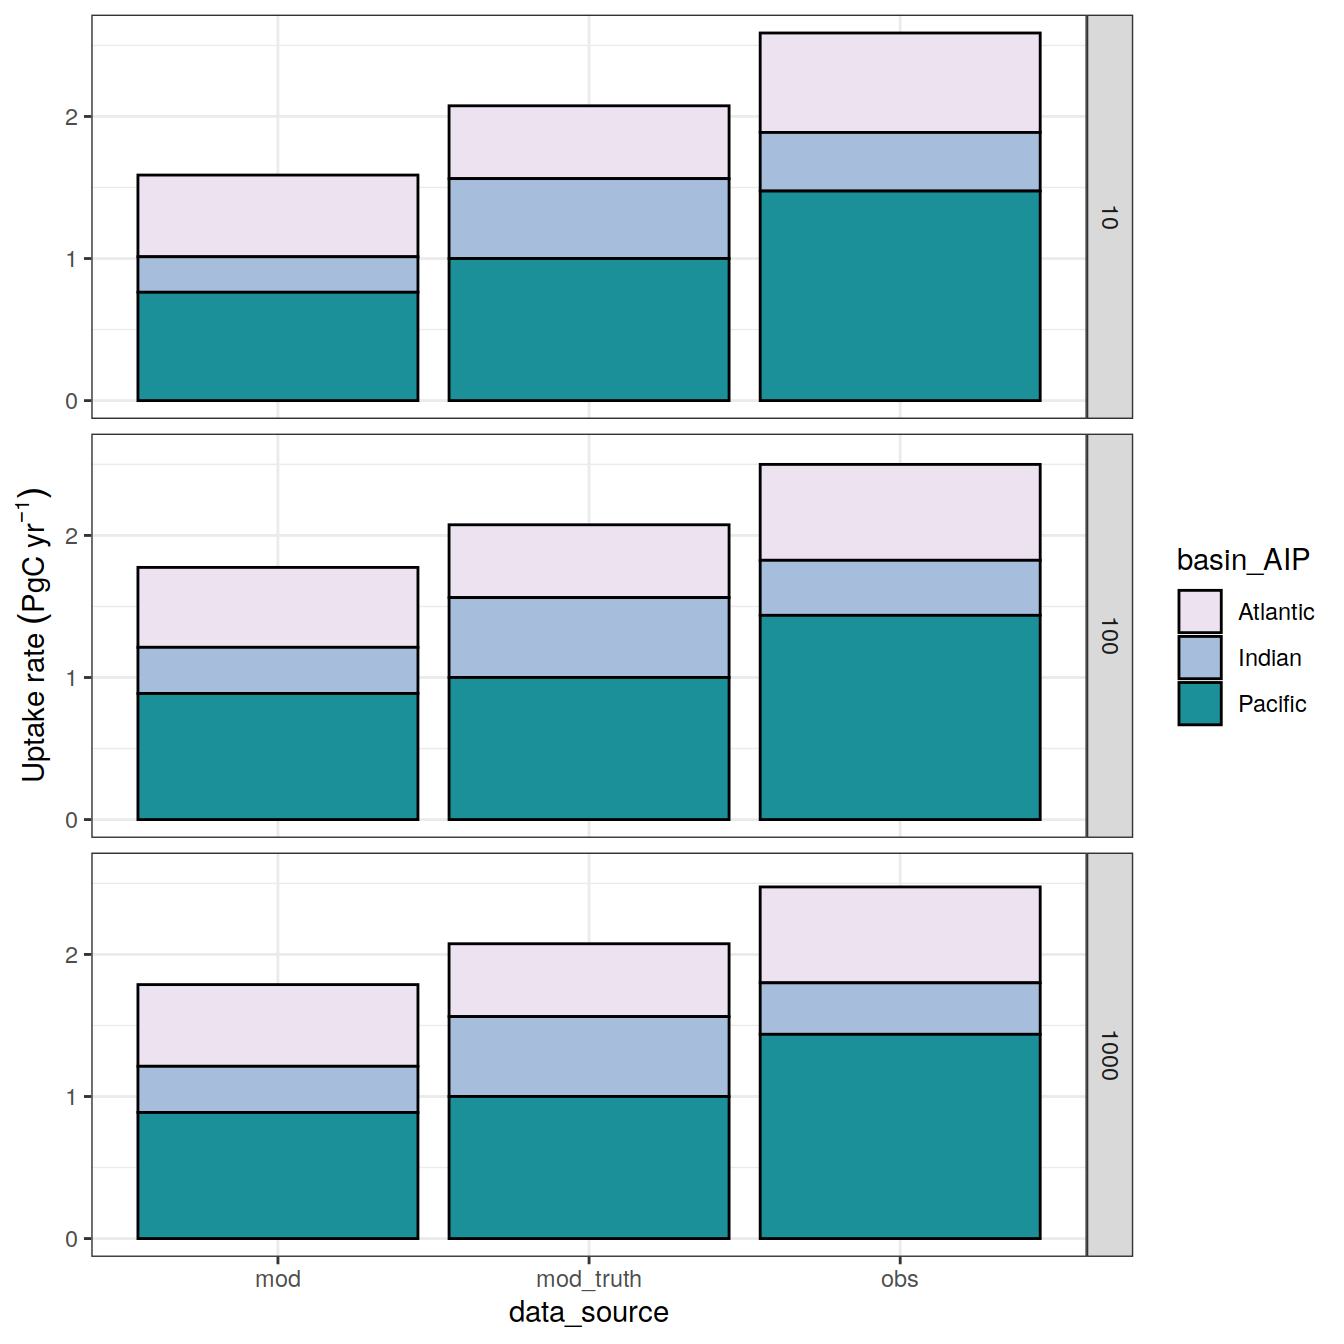 2
1
0
10
2
1
0
100
2
1
0
1000
Uptake rate (PgC yr⁻¹)
mod mod_truth obs
data_source
basin_AIP
Atlantic
Indian
Pacific